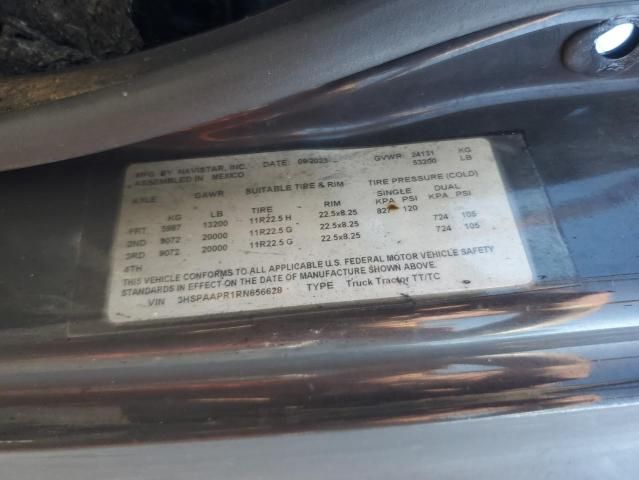 MFG. BY NAVISTAR, INC. DATE: 09/2023 GVWR: 24131 KG
ASSEMBLED IN MEXICO 53200 LB
AXLE GAWR SUITABLE TIRE & RIM TIRE PRESSURE (COLD)
SINGLE DUAL
KG LB TIRE RIM KPA PSI KPA PSI
FRT 5987 13200 11R22.5 H 22.5x8.25 827 120
2ND 9072 20000 11R22.5 G 22.5x8.25 724 105
3RD 9072 20000 11R22.5 G 22.5x8.25 724 105
4TH
THIS VEHICLE CONFORMS TO ALL APPLICABLE U.S. FEDERAL MOTOR VEHICLE SAFETY
STANDARDS IN EFFECT ON THE DATE OF MANUFACTURE SHOWN ABOVE.
VIN 3HSPAAPR1RN656628 TYPE Truck Tractor TT/TC